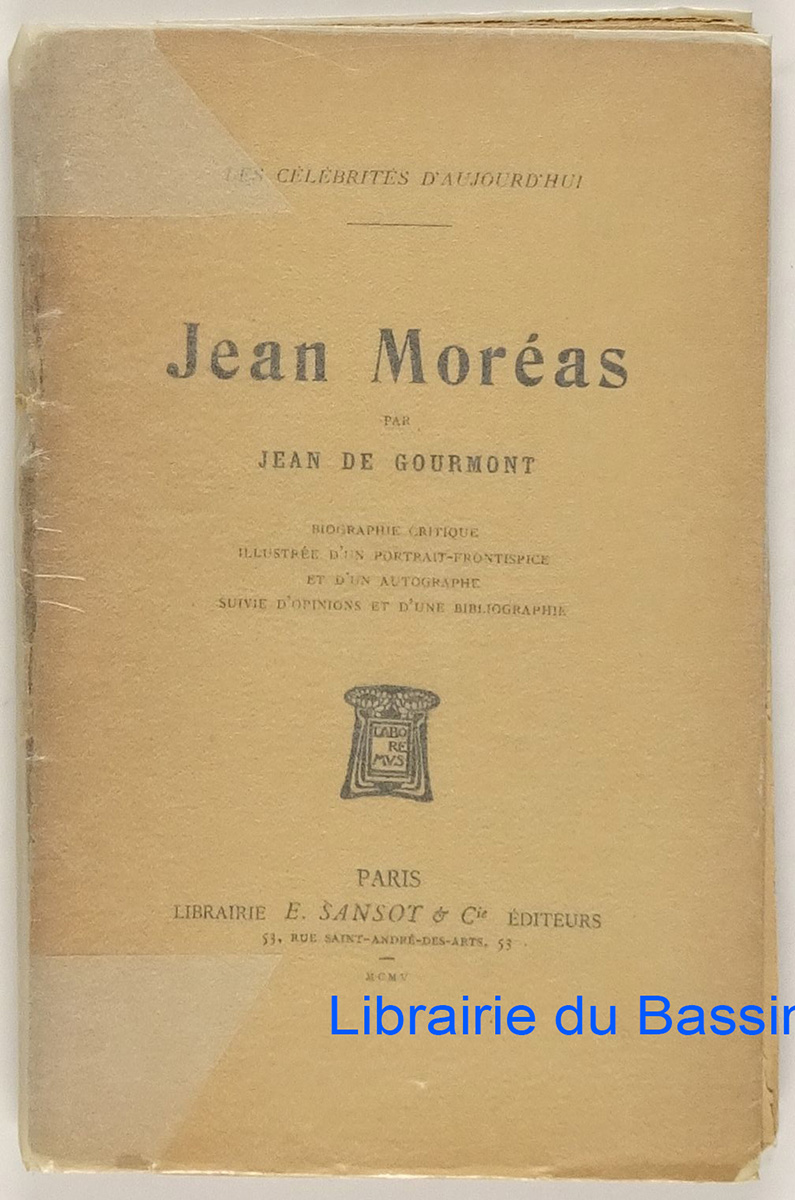 LES CÉLÉBRITÉS D'AUJOURD'HUI
Jean Moréas
PAR
JEAN DE GOURMONT
BIOGRAPHIE CRITIQUE
ILLUSTRÉE D'UN PORTRAIT-FRONTISPICE
ET D'UN AUTOGRAPHE
SUIVIE D'OPINIONS ET D'UNE BIBLIOGRAPHIE
LABO
RE
MVS
PARIS
LIBRAIRIE E. SANSOT & Cie ÉDITEURS
53, RUE SAINT-ANDRÉ-DES-ARTS, 53
MCMV
Librairie du Bassin